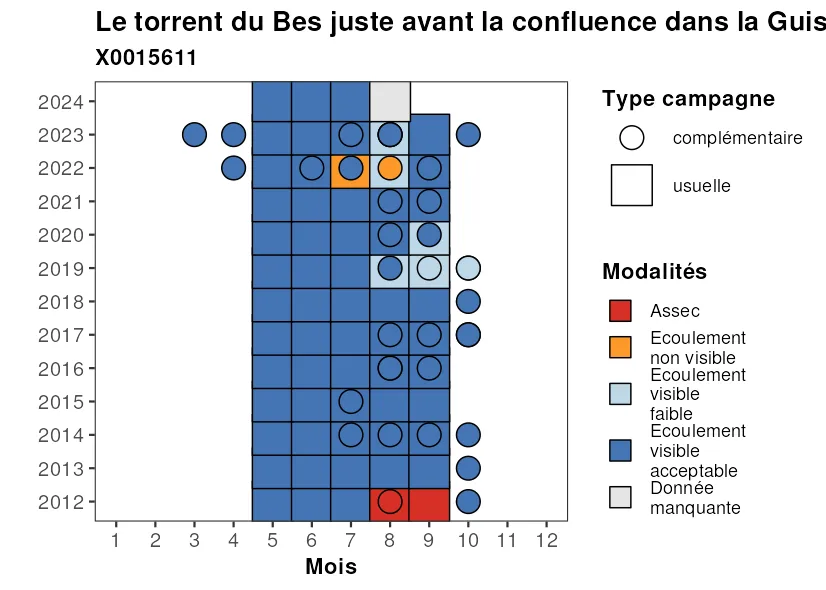 Le torrent du Bes juste avant la confluence dans la Guis
X0015611
2024
2023
2022
2021
2020
2019
2018
2017
2016
2015
2014
2013
2012
1 2 3 4 5 6 7 8 9 10 11 12
Mois
Type campagne
complémentaire
usuelle
Modalités
Assec
Ecoulement
non visible
Ecoulement
visible
faible
Ecoulement
visible
acceptable
Donnée
manquante